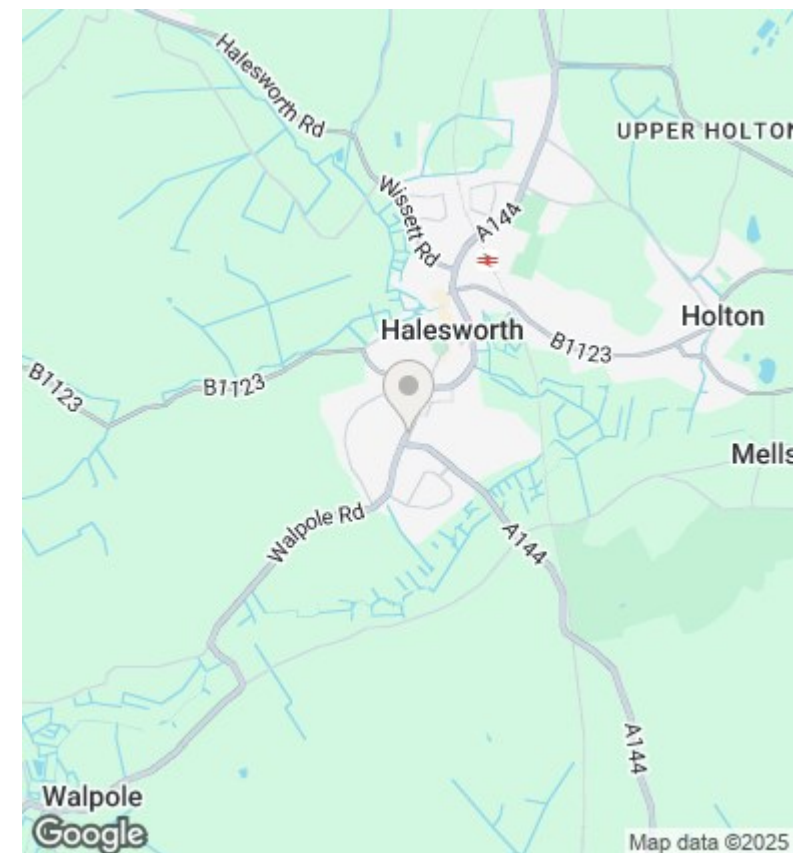 Halesworth Rd
UPPER HOLTON
Wissett Rd
A144
Halesworth
Holton
B1123
B1123
B1123
Mells
Walpole Rd
A144
A144
Walpole
Google
Map data ©2025